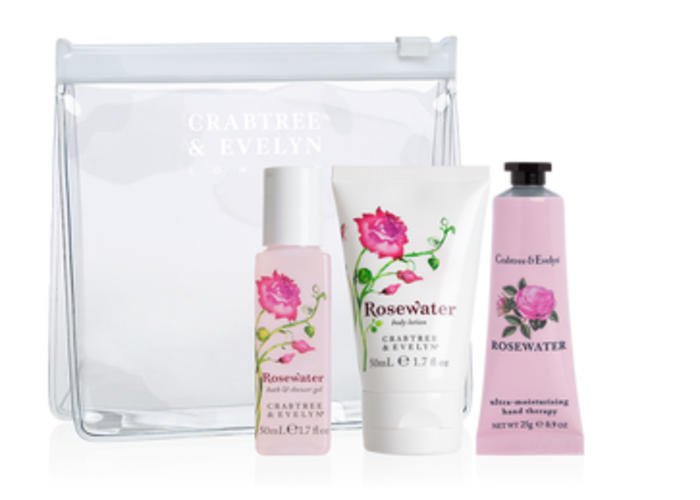 CRABTREE
& EVELYN
LONDON
Rosewater
bath & shower gel
CRABTREE
& EVELYN®
50mL ℮ 1.7 fl oz
Rosewater
body lotion
CRABTREE
& EVELYN®
50mL ℮ 1.7 fl oz
Crabtree & Evelyn®
ROSEWATER
ultra-moisturising
hand therapy
NET WT 25g ℮ 0.9 OZ